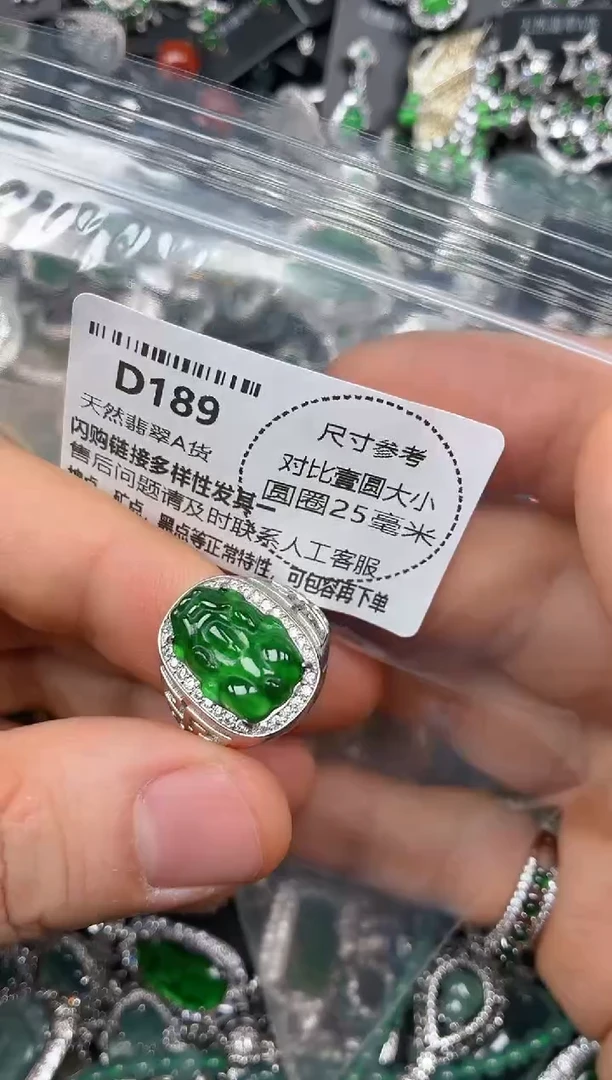 D189
天然翡翠A货
闪购链接多样性发其一
售后问题请及时联系人工客服
矿点、黑点等正常特性，可包容再下单
尺寸参考
对比壹圆大小
圆圈25毫米